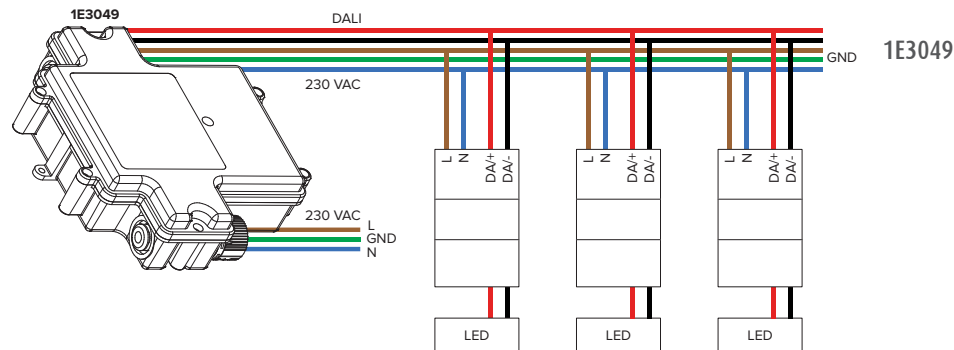 1E3049
DALI
1E3049
GND
230 VAC
L
N
DA/+
DA/-
L
N
DA/+
DA/-
L
N
DA/+
DA/-
230 VAC
L
GND
N
LED
LED
LED